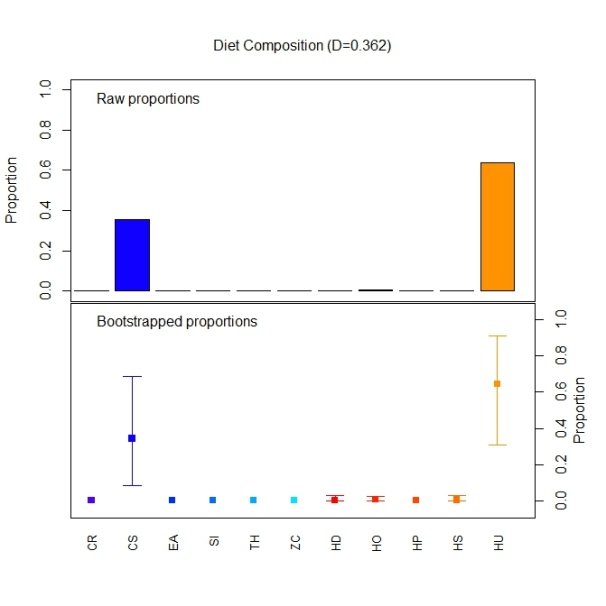 Diet Composition (D=0.362)
Raw proportions
Proportion
1.0
0.8
0.6
0.4
0.2
0.0
Bootstrapped proportions
Proportion
1.0
0.8
0.6
0.4
0.2
0.0
CR CS EA SI TH ZC HD HO HP HS HU